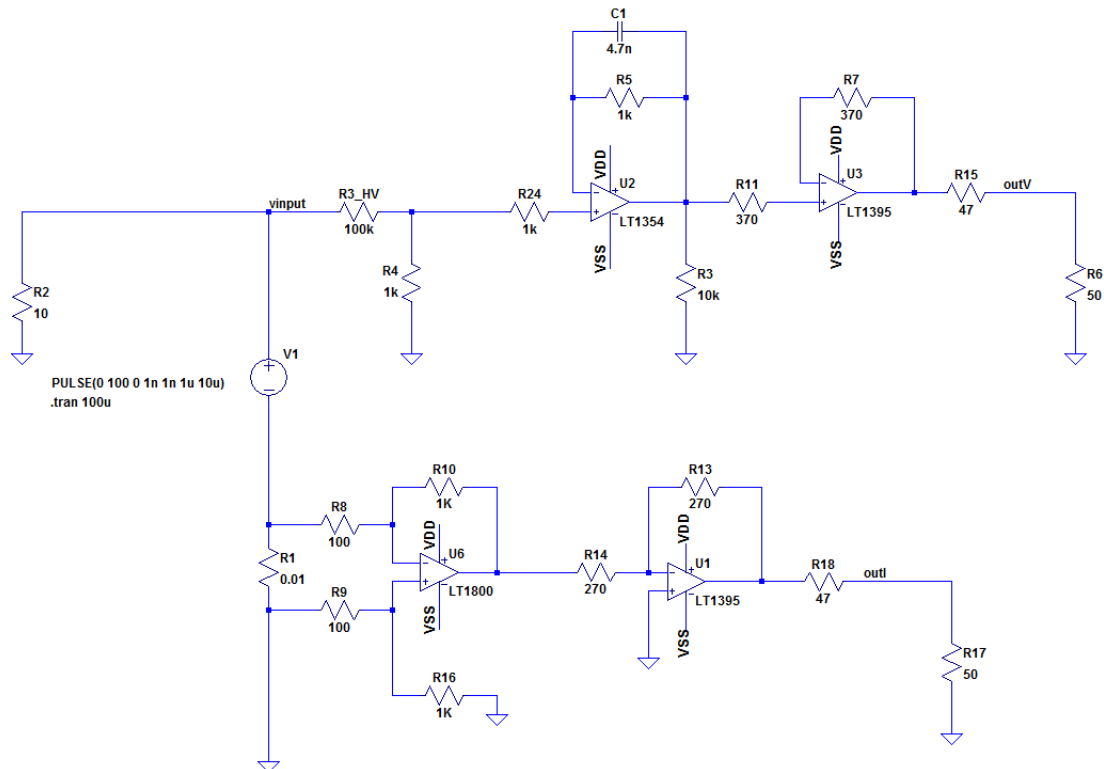 C1
4.7n
R5
1k
R7
370
VDD
U2
LT1354
VSS
VDD
U3
LT1395
VSS
vinput
R3_HV
100k
R24
1k
R11
370
R15
47
outV
R4
1k
R3
10k
R6
50
R2
10
V1
PULSE(0 100 0 1n 1n 1u 10u)
.tran 100u
R10
1K
R13
270
R8
100
VDD
U6
LT1800
VSS
R14
270
VDD
U1
LT1395
VSS
R18
47
outI
R1
0.01
R9
100
R16
1K
R17
50